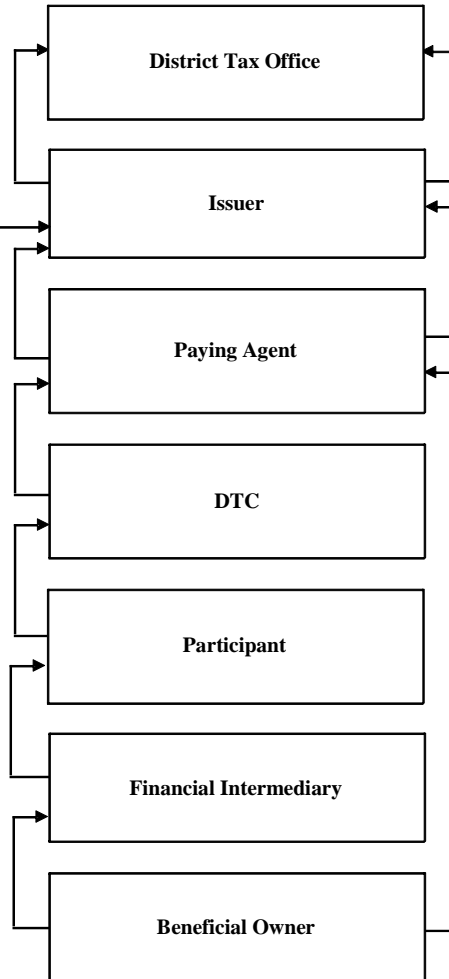 District Tax Office
Issuer
Paying Agent
DTC
Participant
Financial Intermediary
Beneficial Owner